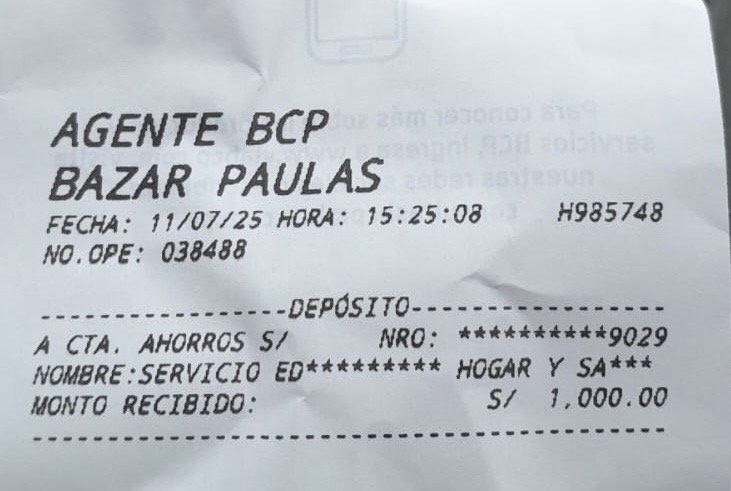 AGENTE BCP
BAZAR PAULAS
FECHA: 11/07/25 HORA: 15:25:08 H985748
NO.OPE: 038488
-----------------DEPÓSITO------------------
A CTA. AHORROS S/ NRO: **********9029
NOMBRE:SERVICIO ED********* HOGAR Y SA***
MONTO RECIBIDO: S/ 1,000.00